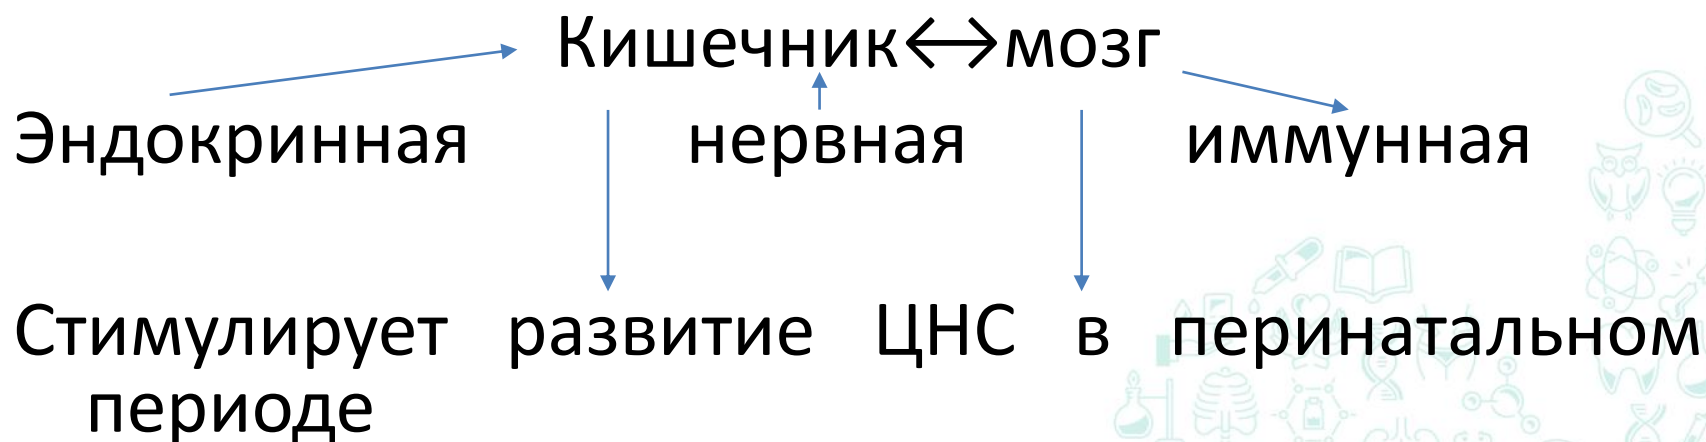 Кишечник↔мозг
Эндокринная нервная иммунная
Стимулирует развитие ЦНС в перинатальном
периоде